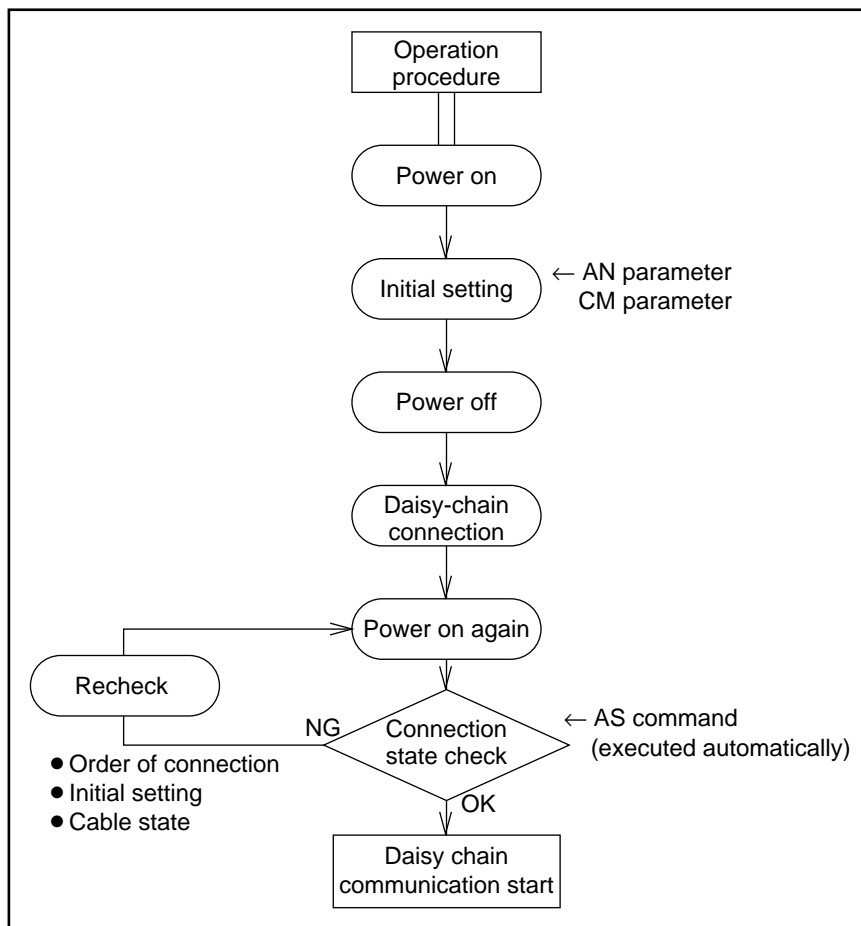 Operation
procedure
Power on
Initial setting
← AN parameter
CM parameter
Power off
Daisy-chain
connection
Power on again
Recheck
NG
Connection
state check
← AS command
(executed automatically)
● Order of connection
● Initial setting
● Cable state
OK
Daisy chain
communication start